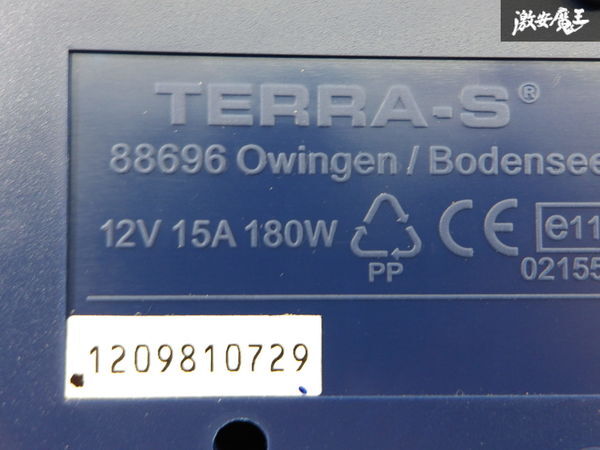 激安魔王
TERRA-S®
88696 Owingen / Bodensee
12V 15A 180W PP CE e11
02155
1209810729